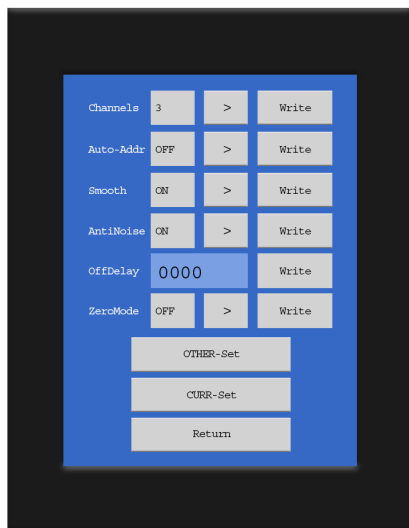 Channels 3 > Write
Auto-Addr OFF > Write
Smooth ON > Write
AntiNoise ON > Write
OffDelay 0000 Write
ZeroMode OFF > Write
OTHER-Set
CURR-Set
Return